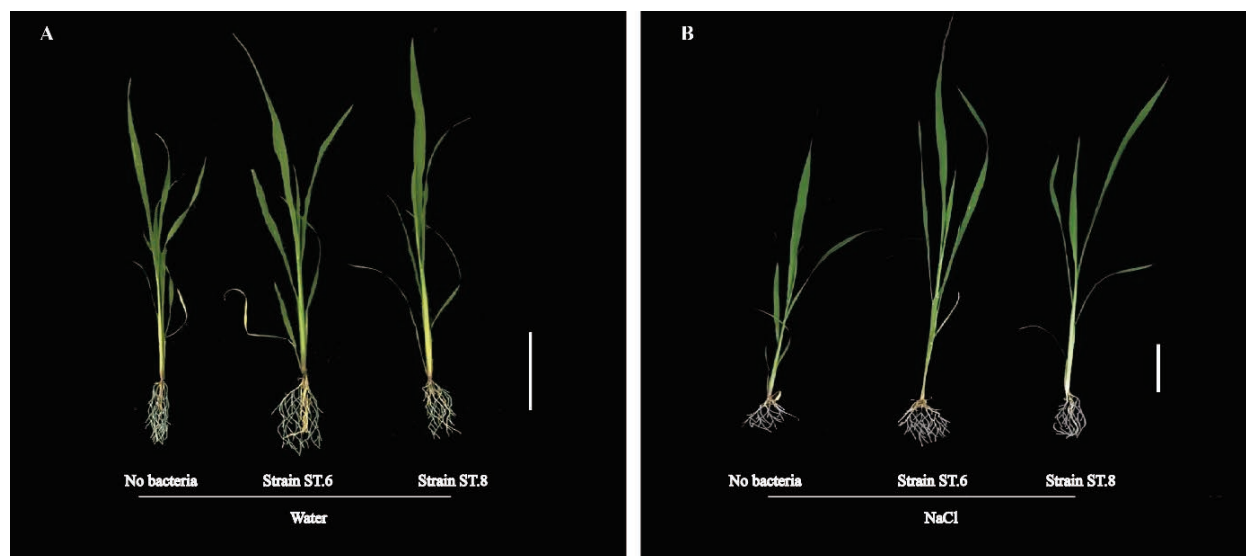 A
No bacteria
Strain ST.6
Strain ST.8
Water
B
No bacteria
Strain ST.6
Strain ST.8
NaCl